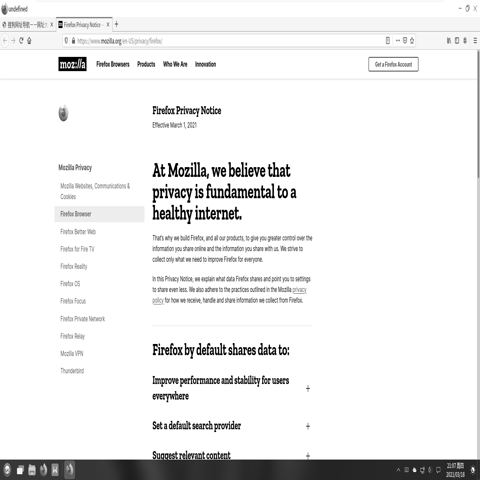 undefined
搜狗网址导航 - 一网址大
Firefox Privacy Notice —
https://www.mozilla.org/en-US/privacy/firefox/
moz://a
Firefox Browsers Products Who We Are Innovation
Get a Firefox Account
Firefox Privacy Notice
Effective March 1, 2021
Mozilla Privacy
Mozilla Websites, Communications &
Cookies
Firefox Browser
Firefox Better Web
Firefox for Fire TV
Firefox Reality
Firefox OS
Firefox Focus
Firefox Private Network
Firefox Relay
Mozilla VPN
Thunderbird
At Mozilla, we believe that
privacy is fundamental to a
healthy internet.
That's why we build Firefox, and all our products, to give you greater control over the
information you share online and the information you share with us. We strive to
collect only what we need to improve Firefox for everyone.
In this Privacy Notice, we explain what data Firefox shares and point you to settings
to share even less. We also adhere to the practices outlined in the Mozilla privacy
policy for how we receive, handle and share information we collect from Firefox.
Firefox by default shares data to:
Improve performance and stability for users
everywhere
Set a default search provider
Suggest relevant content
21:07 周四
2021/03/18